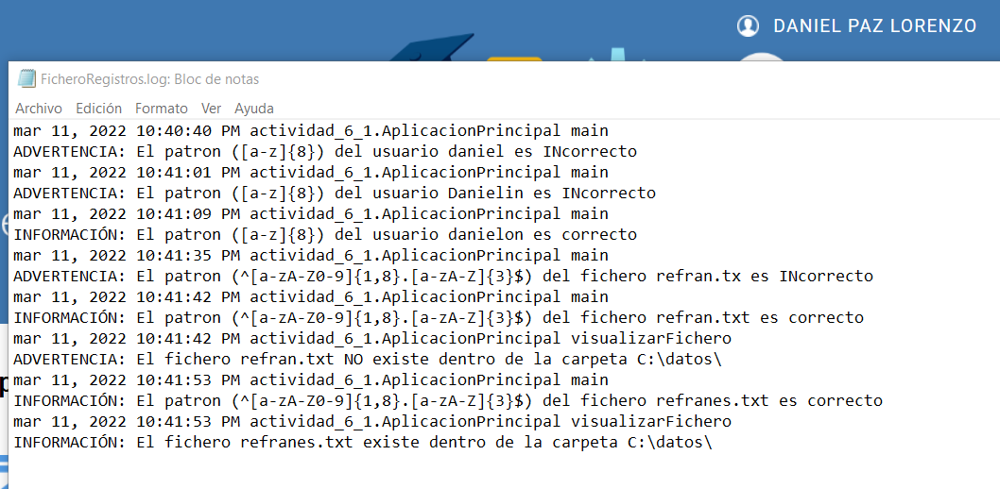 DANIEL PAZ LORENZO
FicheroRegistros.log: Bloc de notas
Archivo Edición Formato Ver Ayuda
mar 11, 2022 10:40:40 PM actividad_6_1.AplicacionPrincipal main
ADVERTENCIA: El patron ([a-z]{8}) del usuario daniel es INcorrecto
mar 11, 2022 10:41:01 PM actividad_6_1.AplicacionPrincipal main
ADVERTENCIA: El patron ([a-z]{8}) del usuario Danielin es INcorrecto
mar 11, 2022 10:41:09 PM actividad_6_1.AplicacionPrincipal main
INFORMACIÓN: El patron ([a-z]{8}) del usuario danielon es correcto
mar 11, 2022 10:41:35 PM actividad_6_1.AplicacionPrincipal main
ADVERTENCIA: El patron (^[a-zA-Z0-9]{1,8}.[a-zA-Z]{3}$) del fichero refran.tx es INcorrecto
mar 11, 2022 10:41:42 PM actividad_6_1.AplicacionPrincipal main
INFORMACIÓN: El patron (^[a-zA-Z0-9]{1,8}.[a-zA-Z]{3}$) del fichero refran.txt es correcto
mar 11, 2022 10:41:42 PM actividad_6_1.AplicacionPrincipal visualizarFichero
ADVERTENCIA: El fichero refran.txt NO existe dentro de la carpeta C:\datos\
mar 11, 2022 10:41:53 PM actividad_6_1.AplicacionPrincipal main
INFORMACIÓN: El patron (^[a-zA-Z0-9]{1,8}.[a-zA-Z]{3}$) del fichero refranes.txt es correcto
mar 11, 2022 10:41:53 PM actividad_6_1.AplicacionPrincipal visualizarFichero
INFORMACIÓN: El fichero refranes.txt existe dentro de la carpeta C:\datos\